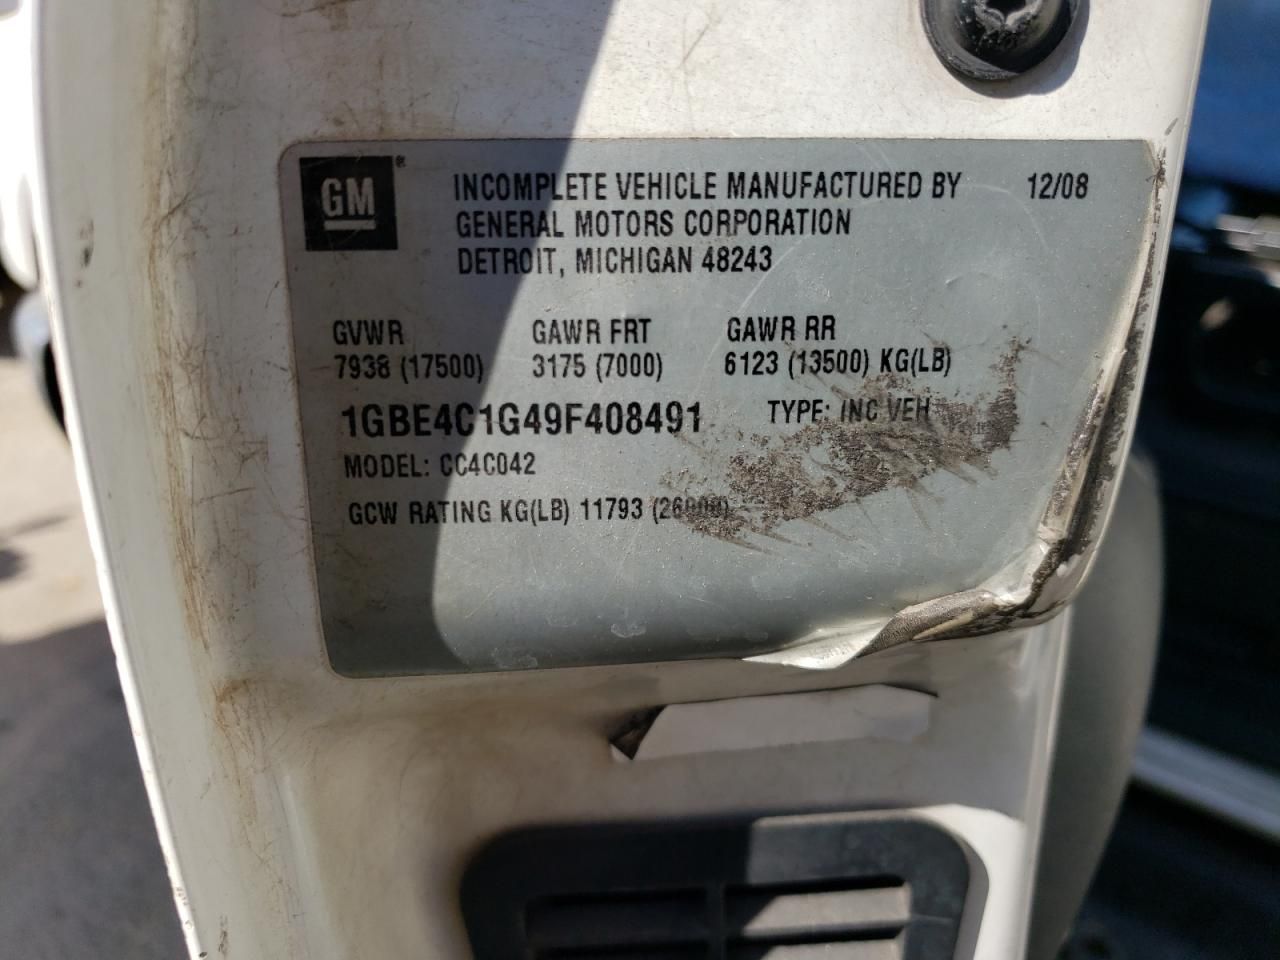 GM®
INCOMPLETE VEHICLE MANUFACTURED BY 12/08
GENERAL MOTORS CORPORATION
DETROIT, MICHIGAN 48243
GVWR GAWR FRT GAWR RR
7938 (17500) 3175 (7000) 6123 (13500) KG(LB)
1GBE4C1G49F408491 TYPE: INC VEH
MODEL: CC4C042
GCW RATING KG(LB) 11793 (26000)